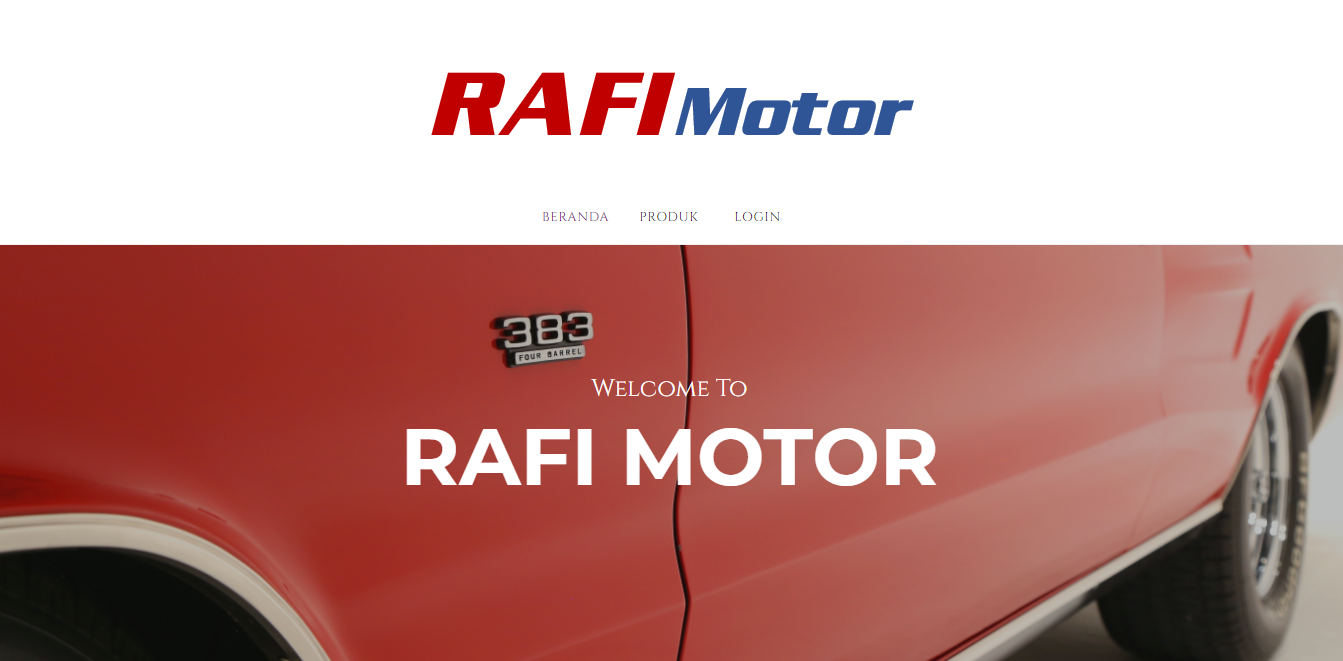 RAFI Motor
BERANDA PRODUK LOGIN
383
FOUR BARREL
Welcome To
RAFI MOTOR